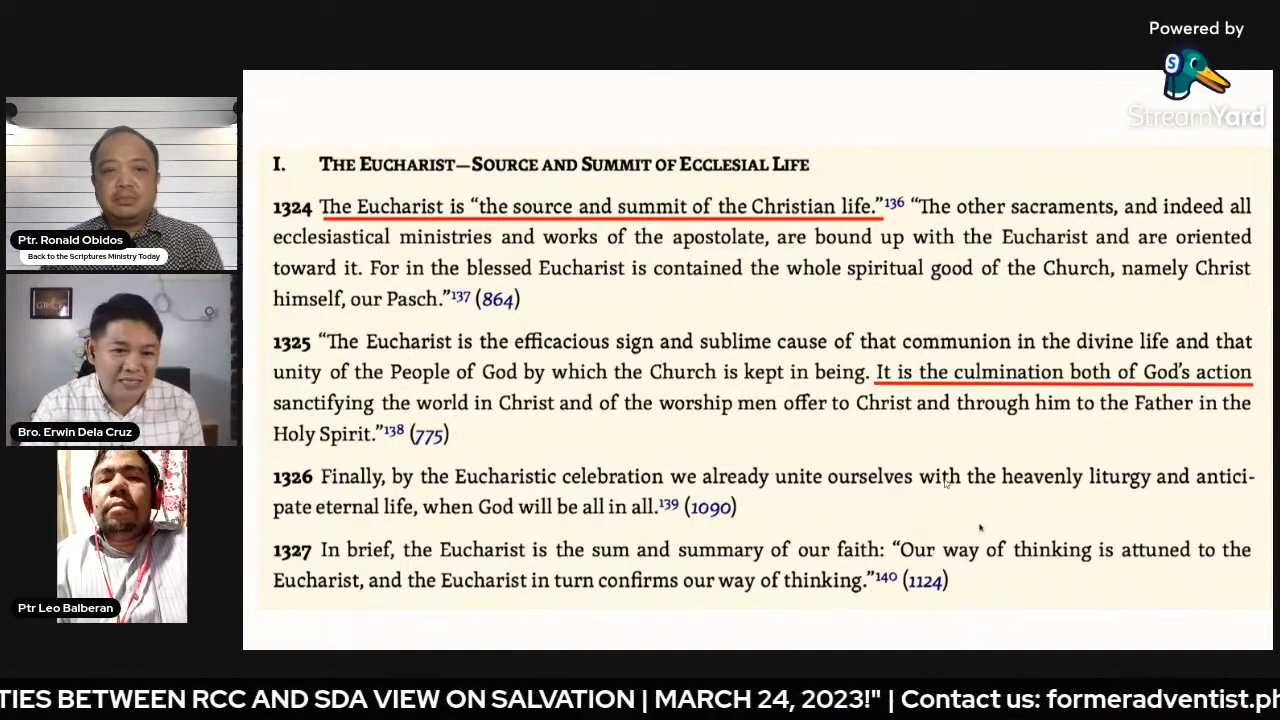 Powered by
StreamYard
I. THE EUCHARIST—SOURCE AND SUMMIT OF ECCLESIAL LIFE
1324 The Eucharist is “the source and summit of the Christian life.”136 “The other sacraments, and indeed all
ecclesiastical ministries and works of the apostolate, are bound up with the Eucharist and are oriented
toward it. For in the blessed Eucharist is contained the whole spiritual good of the Church, namely Christ
himself, our Pasch.”137 (864)
1325 “The Eucharist is the efficacious sign and sublime cause of that communion in the divine life and that
unity of the People of God by which the Church is kept in being. It is the culmination both of God’s action
sanctifying the world in Christ and of the worship men offer to Christ and through him to the Father in the
Holy Spirit.”138 (775)
1326 Finally, by the Eucharistic celebration we already unite ourselves with the heavenly liturgy and antici-
pate eternal life, when God will be all in all.139 (1090)
1327 In brief, the Eucharist is the sum and summary of our faith: “Our way of thinking is attuned to the
Eucharist, and the Eucharist in turn confirms our way of thinking.”140 (1124)
Ptr. Ronald Obidos
Back to the Scriptures Ministry Today
Bro. Erwin Dela Cruz
Ptr Leo Balberan
TIES BETWEEN RCC AND SDA VIEW ON SALVATION | MARCH 24, 2023!" | Contact us: formeradventist.ph